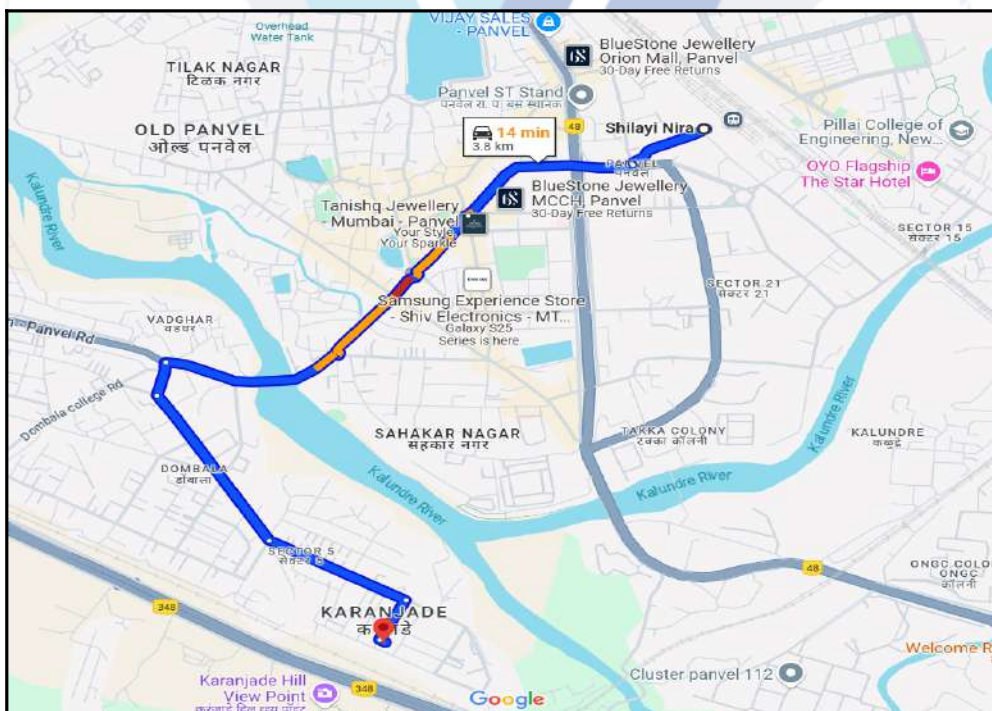 Overhead
Water Tank
VIJAY SALES
- PANVEL
BlueStone Jewellery
Orion Mall, Panvel
30-Day Free Returns
TILAK NAGAR
टिळक नगर
Panvel ST Stand
पनवेल रा. प. बस स्थानक
OLD PANVEL
ओल्ड पनवेल
14 min
3.8 km
48
Shilayi Nira
Pillai College of
Engineering, New...
PANVEL
पनवेल
OYO Flagship
The Star Hotel
Kalundre River
BlueStone Jewellery
MCCH, Panvel
30-Day Free Returns
Tanishq Jewellery
- Mumbai - Panvel
Your Style,
Your Sparkle
SECTOR 15
सेक्टर 15
SECTOR 21
सेक्टर 21
Samsung Experience Store
- Shiv Electronics - MT...
Galaxy S25
Series is here.
VADGHAR
वडघर
Panvel Rd
Dombala college Rd
SAHAKAR NAGAR
सहकार नगर
TAKKA COLONY
टक्का कॉलनी
KALUNDRE
Kalundre River
DOMBALA
डोंबाला
Kalundre River
Kalundre River
SECTOR 5
सेक्टर 5
48
ONGC COLO
ONGC
कॉलनी
348
KARANJADE
Welcome R
Cluster panvel 112
Karanjade Hill
View Point
348
Google